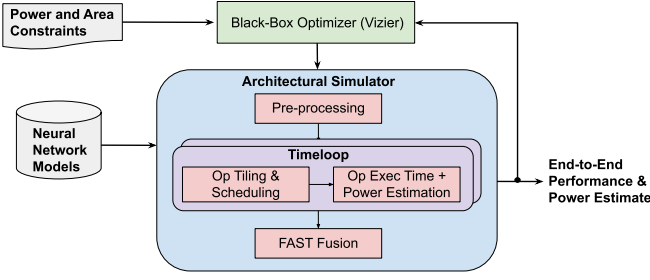 Power and Area
Constraints
Black-Box Optimizer (Vizier)
Architectural Simulator
Pre-processing
Neural
Network
Models
Timeloop
Op Tiling &
Scheduling
Op Exec Time +
Power Estimation
End-to-End
Performance &
Power Estimate
FAST Fusion